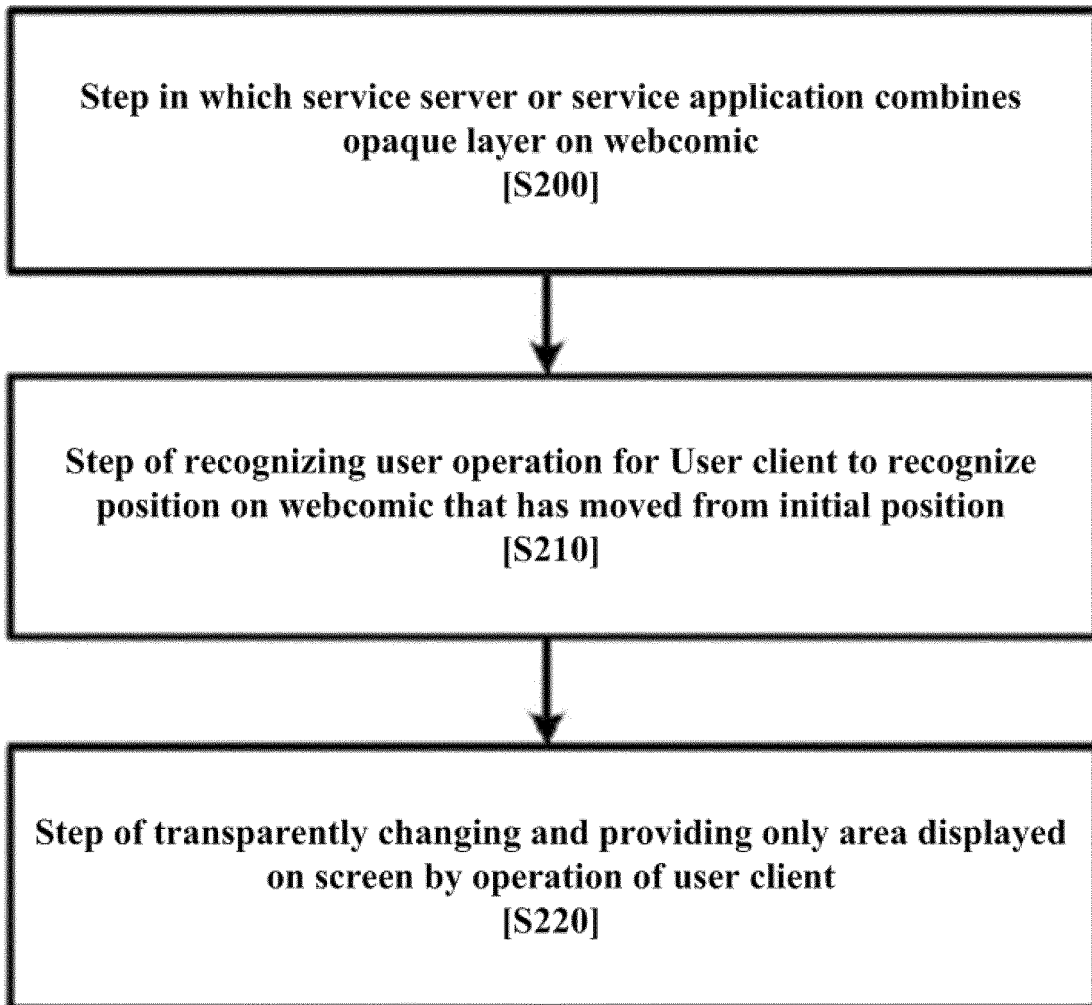 Step in which service server or service application combines
opaque layer on webcomic
[S200]
Step of recognizing user operation for User client to recognize
position on webcomic that has moved from initial position
[S210]
Step of transparently changing and providing only area displayed
on screen by operation of user client
[S220]